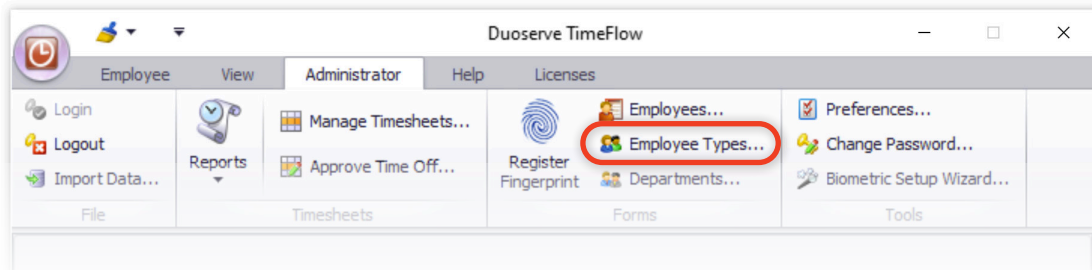 Duoserve TimeFlow
Employee View Administrator Help Licenses
Login
Logout
Import Data...
File
Reports
Manage Timesheets...
Approve Time Off...
Timesheets
Register
Fingerprint
Employees...
Employee Types...
Departments...
Forms
Preferences...
Change Password...
Biometric Setup Wizard...
Tools